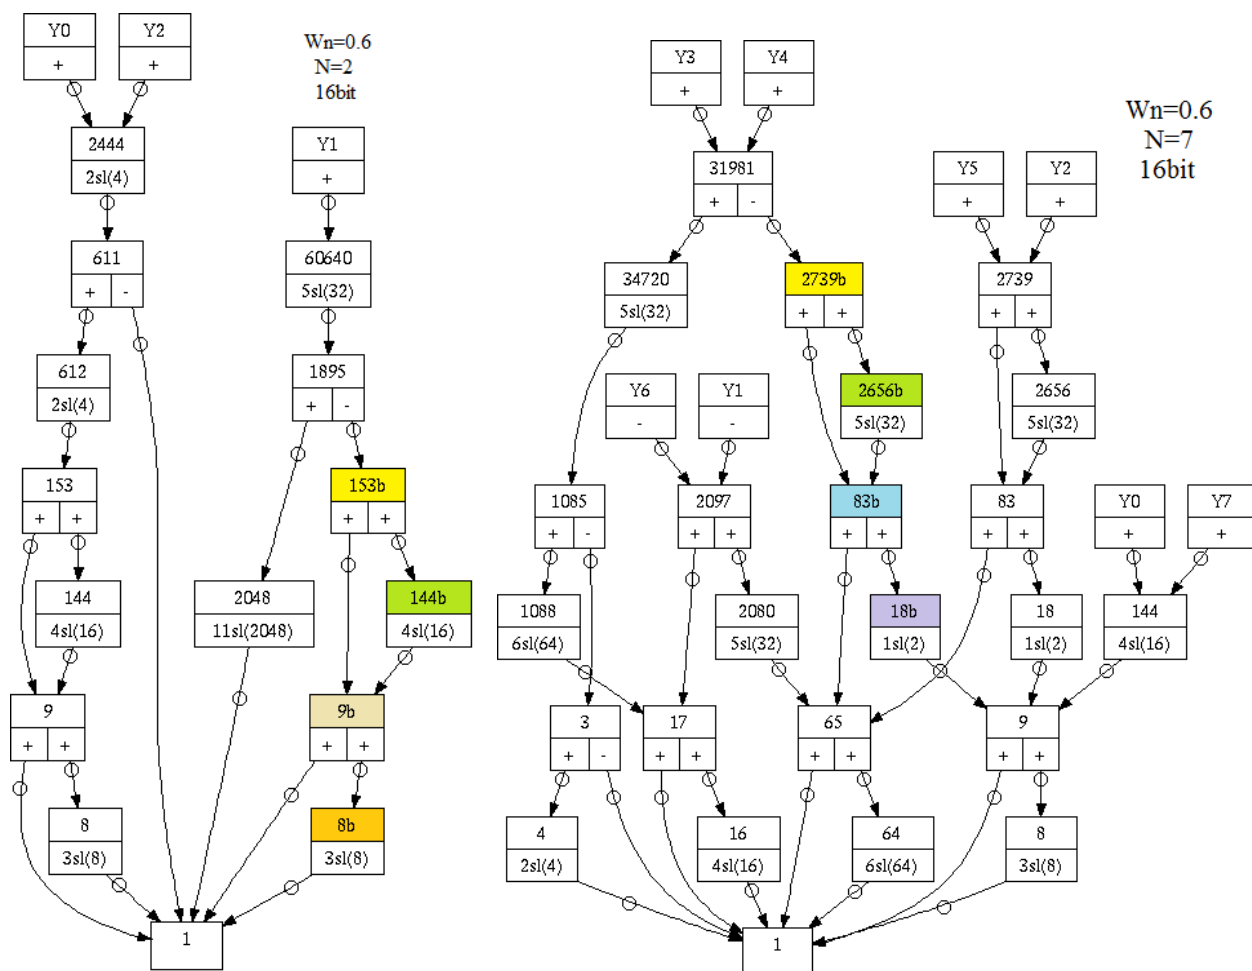 Y0 Y2
+ +
Wn=0.6
N=2
16bit
2444
2sl(4)
Y1
+
611
+ -
60640
5sl(32)
612
2sl(4)
1895
+ -
153
+ +
153b
+ +
144
4sl(16)
2048
11sl(2048)
144b
4sl(16)
9
+ +
9b
+ +
8
3sl(8)
8b
3sl(8)
1
Y3 Y4
+ +
Wn=0.6
N=7
16bit
31981
+ -
Y5 Y2
+ +
34720
5sl(32)
2739b
+ +
2739
+ +
Y6 Y1
- -
2656b
5sl(32)
2656
5sl(32)
1085
+ -
2097
+ +
83b
+ +
83
+ +
Y0 Y7
+ +
1088
6sl(64)
2080
5sl(32)
18b
1sl(2)
18
1sl(2)
144
4sl(16)
3
+ -
17
+ +
65
+ +
9
+ +
4
2sl(4)
16
4sl(16)
64
6sl(64)
8
3sl(8)
1